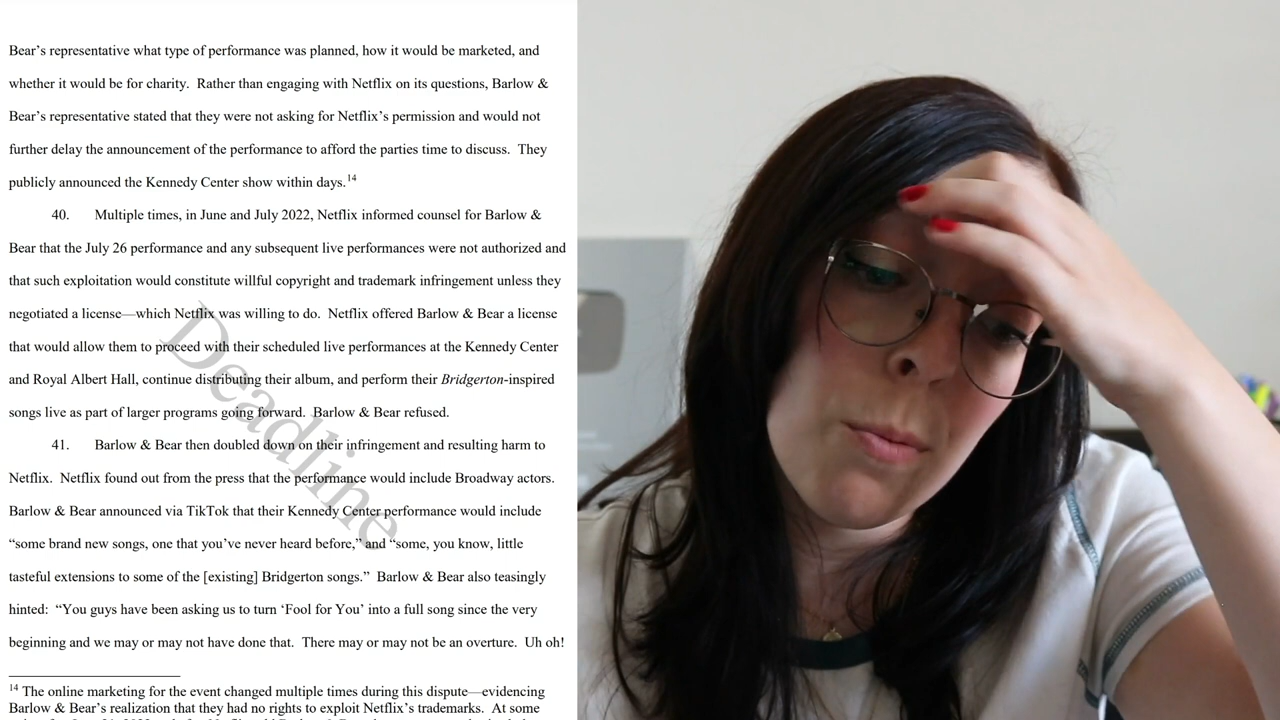 Bear’s representative what type of performance was planned, how it would be marketed, and
whether it would be for charity.  Rather than engaging with Netflix on its questions, Barlow &
Bear’s representative stated that they were not asking for Netflix’s permission and would not
further delay the announcement of the performance to afford the parties time to discuss.  They
publicly announced the Kennedy Center show within days.14
40. Multiple times, in June and July 2022, Netflix informed counsel for Barlow &
Bear that the July 26 performance and any subsequent live performances were not authorized and
that such exploitation would constitute willful copyright and trademark infringement unless they
negotiated a license—which Netflix was willing to do.  Netflix offered Barlow & Bear a license
that would allow them to proceed with their scheduled live performances at the Kennedy Center
and Royal Albert Hall, continue distributing their album, and perform their Bridgerton-inspired
songs live as part of larger programs going forward.  Barlow & Bear refused.
41. Barlow & Bear then doubled down on their infringement and resulting harm to
Netflix.  Netflix found out from the press that the performance would include Broadway actors.
Barlow & Bear announced via TikTok that their Kennedy Center performance would include
“some brand new songs, one that you’ve never heard before,” and “some, you know, little
tasteful extensions to some of the [existing] Bridgerton songs.”  Barlow & Bear also teasingly
hinted:  “You guys have been asking us to turn ‘Fool for You’ into a full song since the very
beginning and we may or may not have done that.  There may or may not be an overture.  Uh oh!
14 The online marketing for the event changed multiple times during this dispute—evidencing
Barlow & Bear’s realization that they had no rights to exploit Netflix’s trademarks.  At some
Deadline